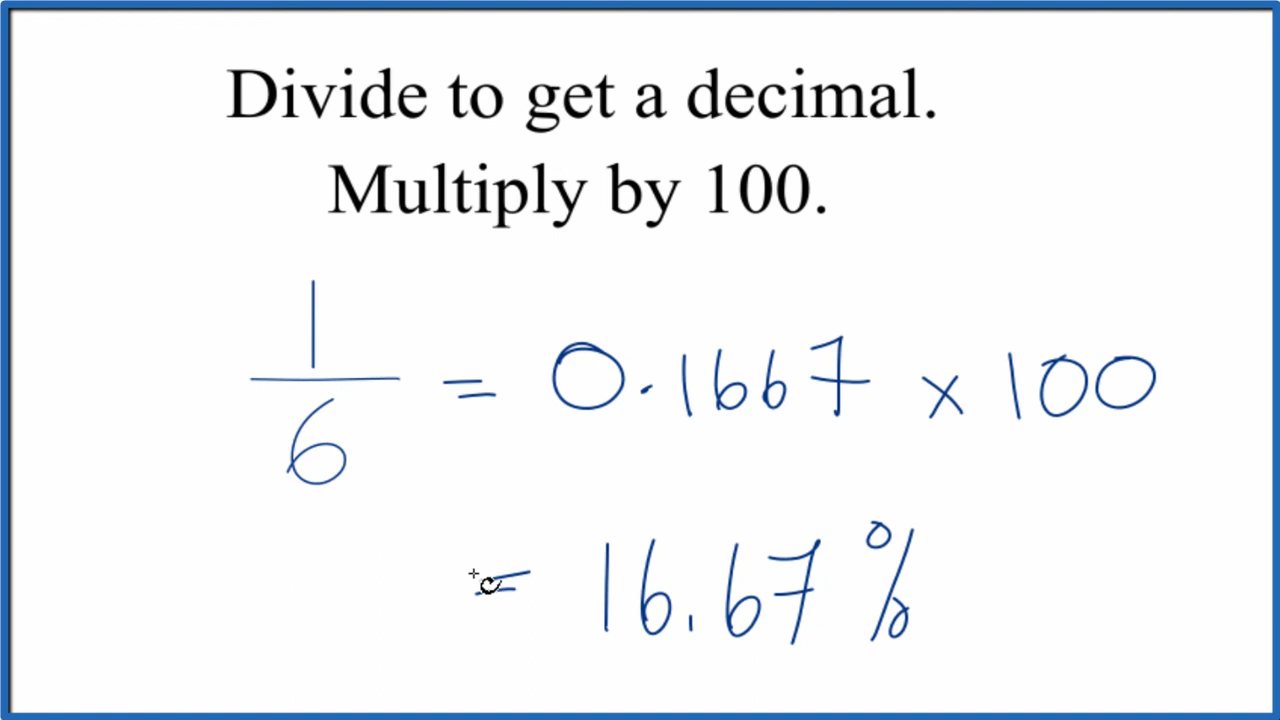 Divide to get a decimal.
Multiply by 100.
1/6 = 0.1667 x 100
= 16.67 %